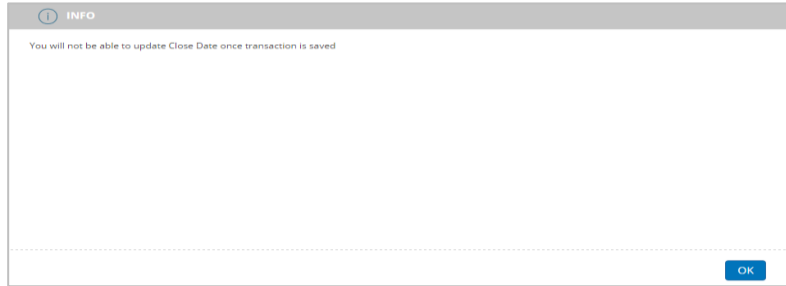 INFO
You will not be able to update Close Date once transaction is saved
OK